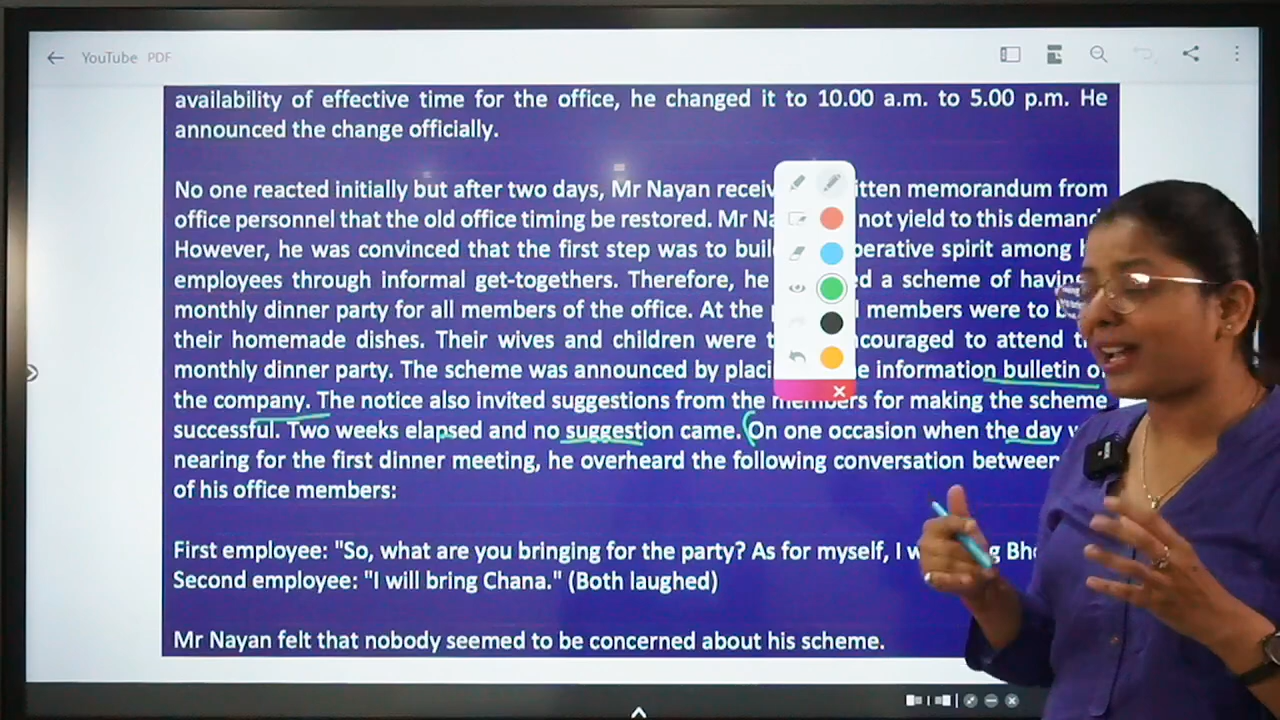 YouTube PDF
availability of effective time for the office, he changed it to 10.00 a.m. to 5.00 p.m. He
announced the change officially.
No one reacted initially but after two days, Mr Nayan memorandum from
office personnel that the old office timing be restored. Mr not yield to this demand
However, he was convinced that the first step was to spirit among
employees through informal get-togethers. Therefore, he a scheme of having
monthly dinner party for all members of the office. At the members were to
their homemade dishes. Their wives and children were to attend
monthly dinner party. The scheme was announced by information bulletin of
the company. The notice also invited suggestions from the members for making the scheme
successful. Two weeks elapsed and no suggestion came. On one occasion when the day
nearing for the first dinner meeting, he overheard the following conversation between
of his office members:
First employee: "So, what are you bringing for the party? As for myself, I
Second employee: "I will bring Chana." (Both laughed)
Mr Nayan felt that nobody seemed to be concerned about his scheme.